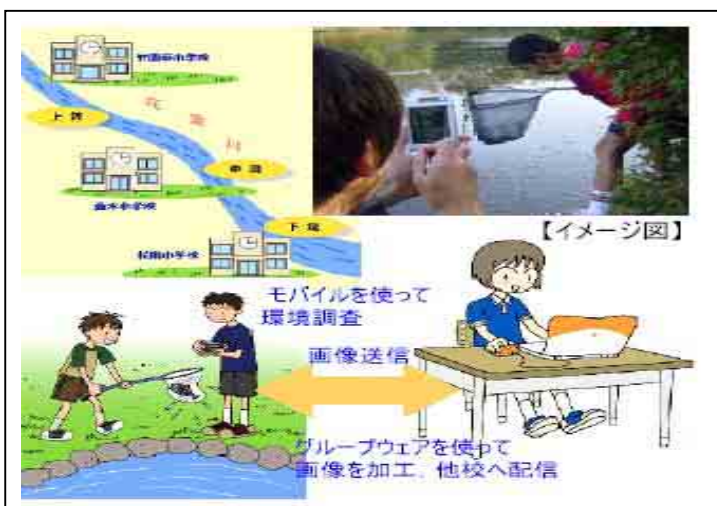 上流
中流
下流
【イメージ図】
モバイルを使って
環境調査
画像送信
グループウェアを使って
画像を加工、他校へ配信